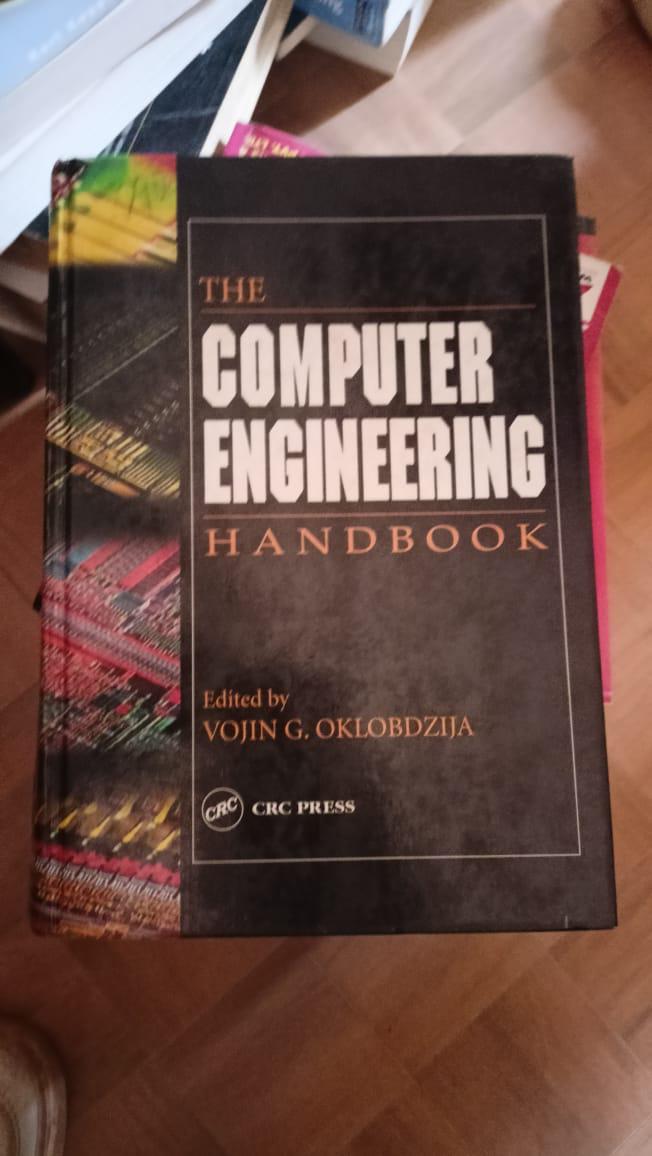 THE
COMPUTER
ENGINEERING
HANDBOOK
Edited by
VOJIN G. OKLOBDZIJA
CRC CRC PRESS